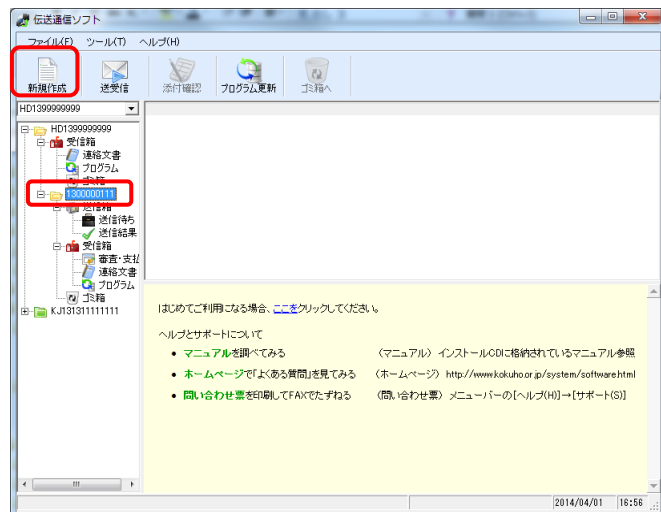 伝送通信ソフト
ファイル(F) ツール(T) ヘルプ(H)
新規作成 送受信 添付確認 プログラム更新 ゴミ箱へ
HD1399999999
HD1399999999
受信箱
連絡文書
プログラム
ゴミ箱
1300000111
送信箱
送信待ち
送信結果
受信箱
審査・支払
連絡文書
プログラム
ゴミ箱
KJ131311111111
はじめてご利用になる場合、ここをクリックしてください。
ヘルプとサポートについて
• マニュアルを調べてみる (マニュアル) インストールCDに格納されているマニュアル参照
• ホームページで「よくある質問」を見てみる (ホームページ) http://www.kokuho.or.jp/system/software.html
• 問い合わせ票を印刷してFAXでたずねる (問い合わせ票) メニューバーの[ヘルプ(H)]→[サポート(S)]
2014/04/01 16:56